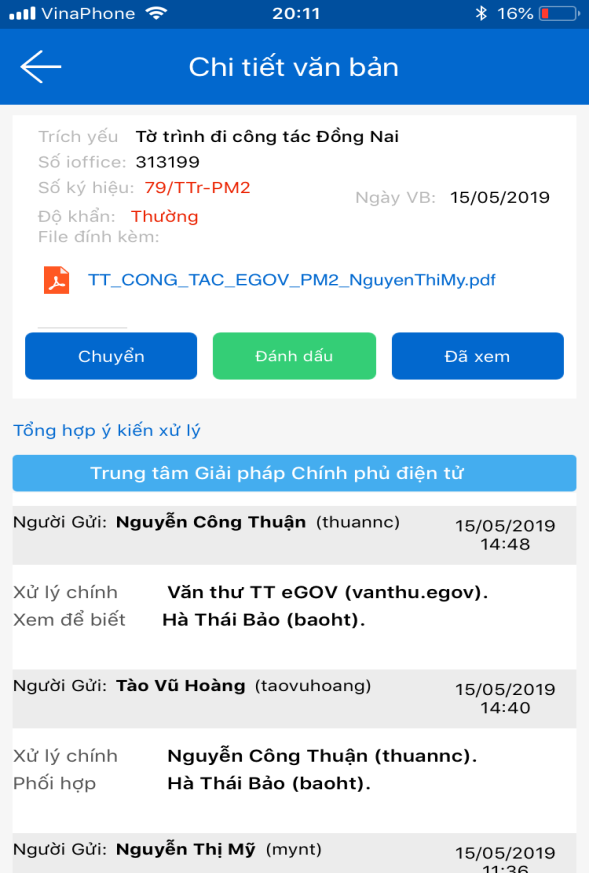 VinaPhone 20:11 16%
Chi tiết văn bản
Trích yếu Tờ trình đi công tác Đồng Nai
Số ioffice: 313199
Số ký hiệu: 79/TTr-PM2
Ngày VB: 15/05/2019
Độ khẩn: Thường
File đính kèm:
TT_CONG_TAC_EGOV_PM2_NguyenThiMy.pdf
Chuyển Đánh dấu Đã xem
Tổng hợp ý kiến xử lý
Trung tâm Giải pháp Chính phủ điện tử
Người Gửi: Nguyễn Công Thuận (thuannc) 15/05/2019
14:48
Xử lý chính Văn thư TT eGOV (vanthu.egov).
Xem để biết Hà Thái Bảo (baoht).
Người Gửi: Tào Vũ Hoàng (taovuhoang) 15/05/2019
14:40
Xử lý chính Nguyễn Công Thuận (thuannc).
Phối hợp Hà Thái Bảo (baoht).
Người Gửi: Nguyễn Thị Mỹ (mynt) 15/05/2019
11:36